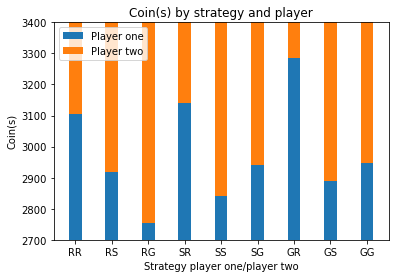 Coin(s) by strategy and player
Player one
Player two
3400
3300
3200
3100
3000
2900
2800
2700
Coin(s)
RR RS RG SR SS SG GR GS GG
Strategy player one/player two